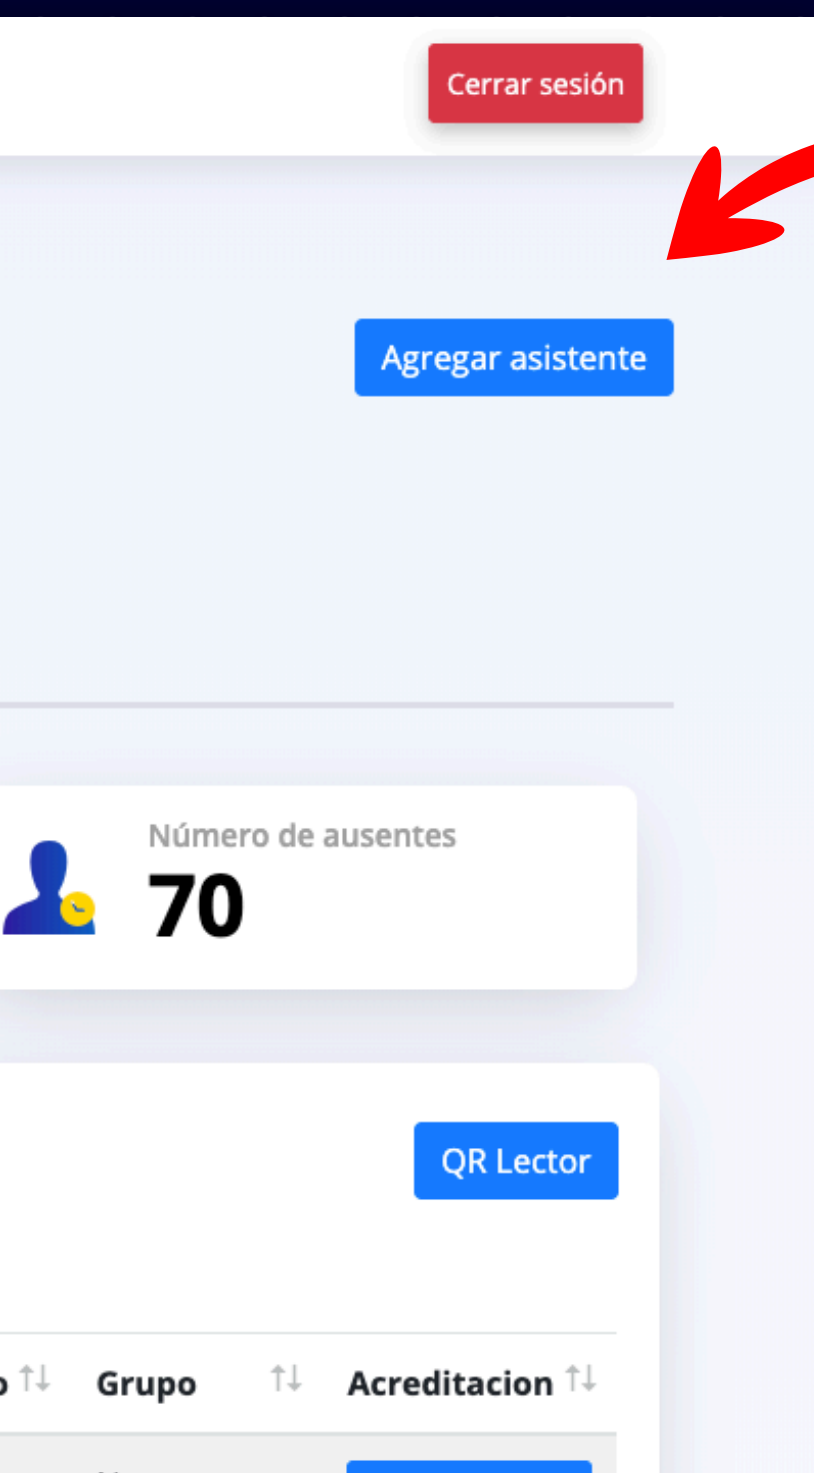 Cerrar sesión
Agregar asistente
Número de ausentes
70
QR Lector
Grupo Acreditacion